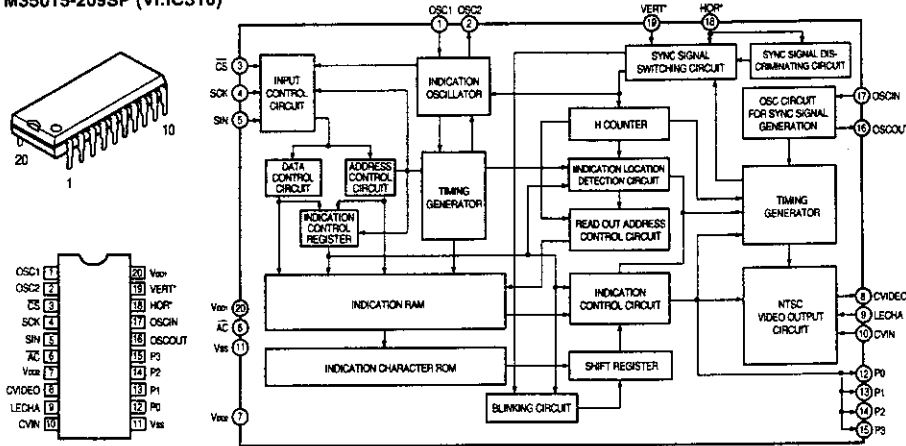 M35015-209SP (VI.IC310)
20
10
1
OSC1 1
OSC2 2
C̅S̅ 3
SCK 4
SIN 5
A̅C̅ 6
VDD2 7
CVIDEO 8
LECHA 9
CVIN 10
20 VDD1
19 VERT*
18 HOR*
17 OSCIN
16 OSCOUT
15 P3
14 P2
13 P1
12 P0
11 VSS
OSC1 OSC2
1 2
VERT* HOR*
19 18
C̅S̅ 3
SCK 4
SIN 5
INPUT
CONTROL
CIRCUIT
INDICATION
OSCILLATOR
SYNC SIGNAL
SWITCHING CIRCUIT
SYNC SIGNAL DIS-
CRIMINATING CIRCUIT
OSC CIRCUIT
FOR SYNC SIGNAL
GENERATION
17 OSCIN
16 OSCOUT
H COUNTER
DATA
CONTROL
CIRCUIT
ADDRESS
CONTROL
CIRCUIT
TIMING
GENERATOR
INDICATION LOCATION
DETECTION CIRCUIT
TIMING
GENERATOR
INDICATION
CONTROL
REGISTER
READ OUT ADDRESS
CONTROL CIRCUIT
VDD1 20
A̅C̅ 6
VSS 11
INDICATION RAM
INDICATION
CONTROL CIRCUIT
NTSC
VIDEO OUTPUT
CIRCUIT
8 CVIDEO
9 LECHA
10 CVIN
INDICATION CHARACTER ROM
SHIFT REGISTER
12 P0
13 P1
14 P2
15 P3
VDD2 7
BLINKING CIRCUIT